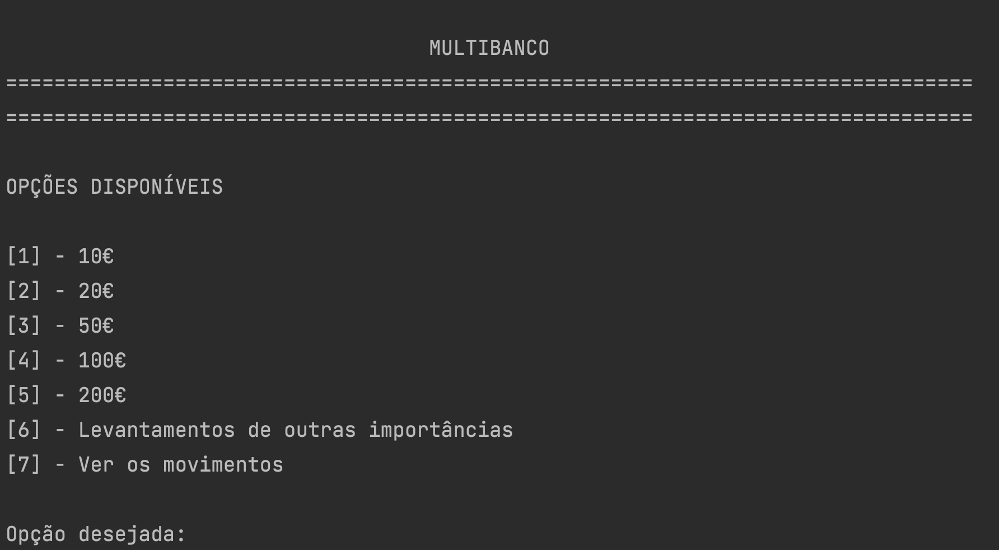 MULTIBANCO
================================================================================
================================================================================
OPÇÕES DISPONÍVEIS
[1] - 10€
[2] - 20€
[3] - 50€
[4] - 100€
[5] - 200€
[6] - Levantamentos de outras importâncias
[7] - Ver os movimentos
Opção desejada: